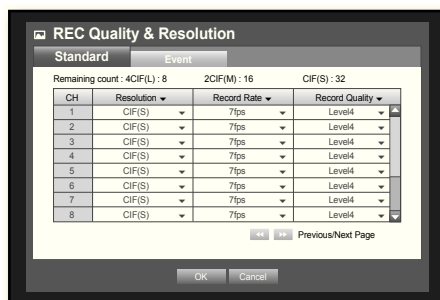 REC Quality & Resolution
Standard Event
Remaining count : 4CIF(L) : 8 2CIF(M) : 16 CIF(S) : 32
CH Resolution Record Rate Record Quality
1 CIF(S) 7fps Level4
2 CIF(S) 7fps Level4
3 CIF(S) 7fps Level4
4 CIF(S) 7fps Level4
5 CIF(S) 7fps Level4
6 CIF(S) 7fps Level4
7 CIF(S) 7fps Level4
8 CIF(S) 7fps Level4
Previous/Next Page
OK Cancel